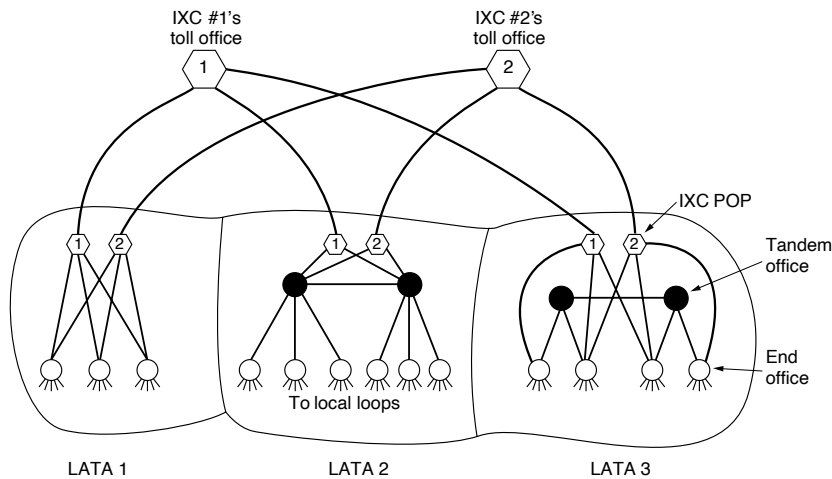 IXC #1's
toll office
IXC #2's
toll office
1
2
IXC POP
1
2
1
2
1
2
Tandem
office
End
office
To local loops
LATA 1
LATA 2
LATA 3